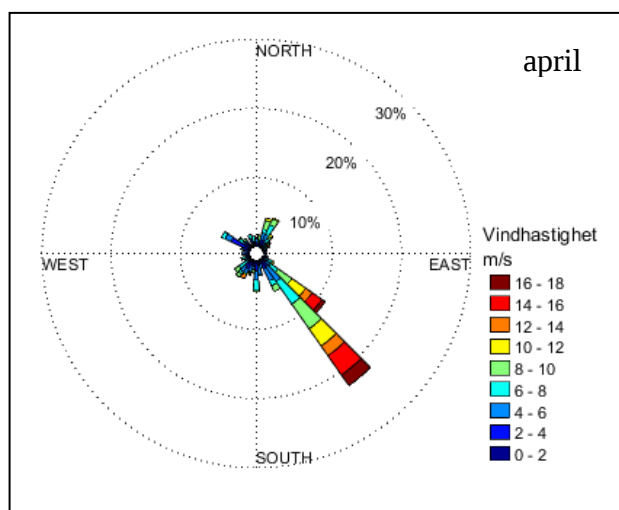 april
NORTH
30%
20%
10%
WEST
EAST
SOUTH
Vindhastighet
m/s
16 - 18
14 - 16
12 - 14
10 - 12
8 - 10
6 - 8
4 - 6
2 - 4
0 - 2